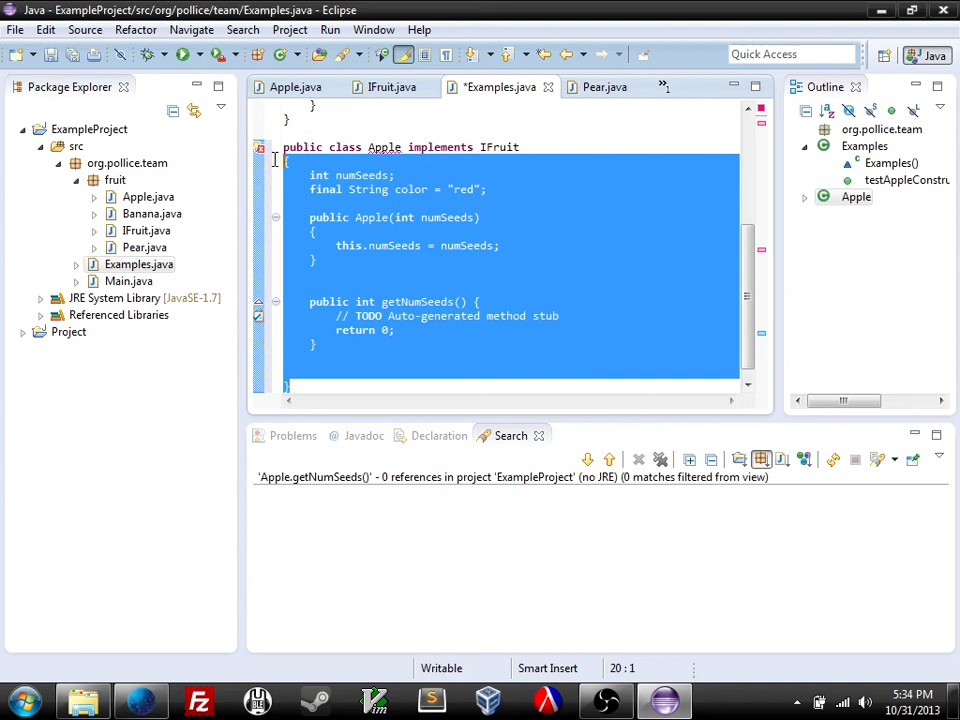 Java - ExampleProject/src/org/pollice/team/Examples.java - Eclipse
File Edit Source Refactor Navigate Search Project Run Window Help
Quick Access
Java
Package Explorer
ExampleProject
src
org.pollice.team
fruit
Apple.java
Banana.java
IFruit.java
Pear.java
Examples.java
Main.java
JRE System Library [JavaSE-1.7]
Referenced Libraries
Project
Apple.java IFruit.java *Examples.java Pear.java »1
}
}
public class Apple implements IFruit
{
int numSeeds;
final String color = "red";
public Apple(int numSeeds)
{
this.numSeeds = numSeeds;
}
public int getNumSeeds() {
// TODO Auto-generated method stub
return 0;
}
}
Outline
org.pollice.team
Examples
Examples()
testAppleConstru
Apple
Problems @ Javadoc Declaration Search
'Apple.getNumSeeds()' - 0 references in project 'ExampleProject' (no JRE) (0 matches filtered from view)
Writable Smart Insert 20 : 1
5:34 PM
10/31/2013